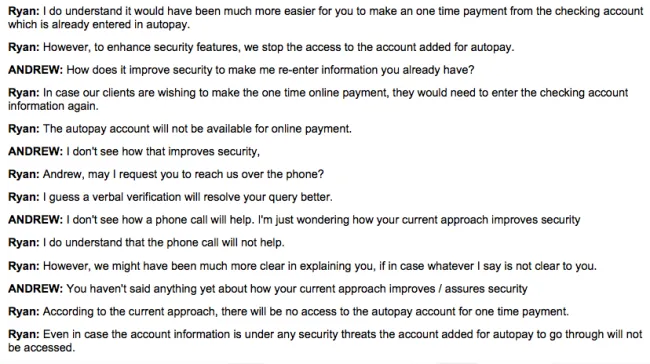 Ryan: I do understand it would have been much more easier for you to make an one time payment from the checking account
which is already entered in autopay.
Ryan: However, to enhance security features, we stop the access to the account added for autopay.
ANDREW: How does it improve security to make me re-enter information you already have?
Ryan: In case our clients are wishing to make the one time online payment, they would need to enter the checking account
information again.
Ryan: The autopay account will not be available for online payment.
ANDREW: I don't see how that improves security,
Ryan: Andrew, may I request you to reach us over the phone?
Ryan: I guess a verbal verification will resolve your query better.
ANDREW: I don't see how a phone call will help. I'm just wondering how your current approach improves security
Ryan: I do understand that the phone call will not help.
Ryan: However, we might have been much more clear in explaining you, if in case whatever I say is not clear to you.
ANDREW: You haven't said anything yet about how your current approach improves / assures security
Ryan: According to the current approach, there will be no access to the autopay account for one time payment.
Ryan: Even in case the account information is under any security threats the account added for autopay to go through will not
be accessed.